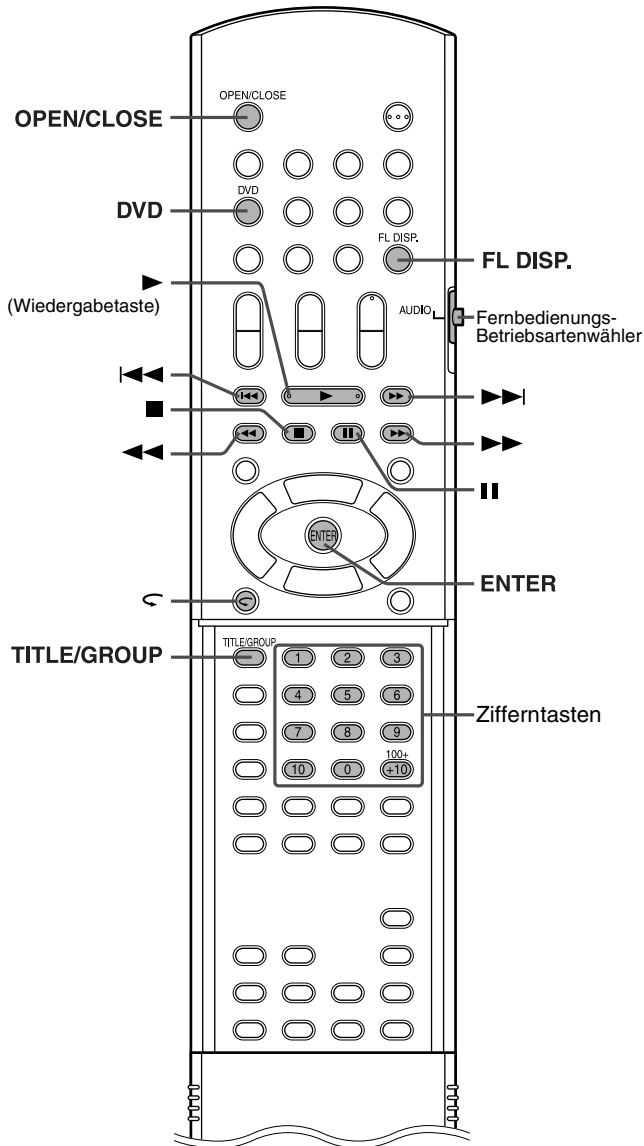 OPEN/CLOSE
OPEN/CLOSE
DVD
DVD
FL DISP.
FL DISP.
(Wiedergabetaste)
AUDIO
Fernbedienungs-
Betriebsartenwähler
ENTER
ENTER
TITLE/GROUP
TITLE/GROUP
1 2 3
4 5 6
Zifferntasten
7 8 9
100+
10 0 +10